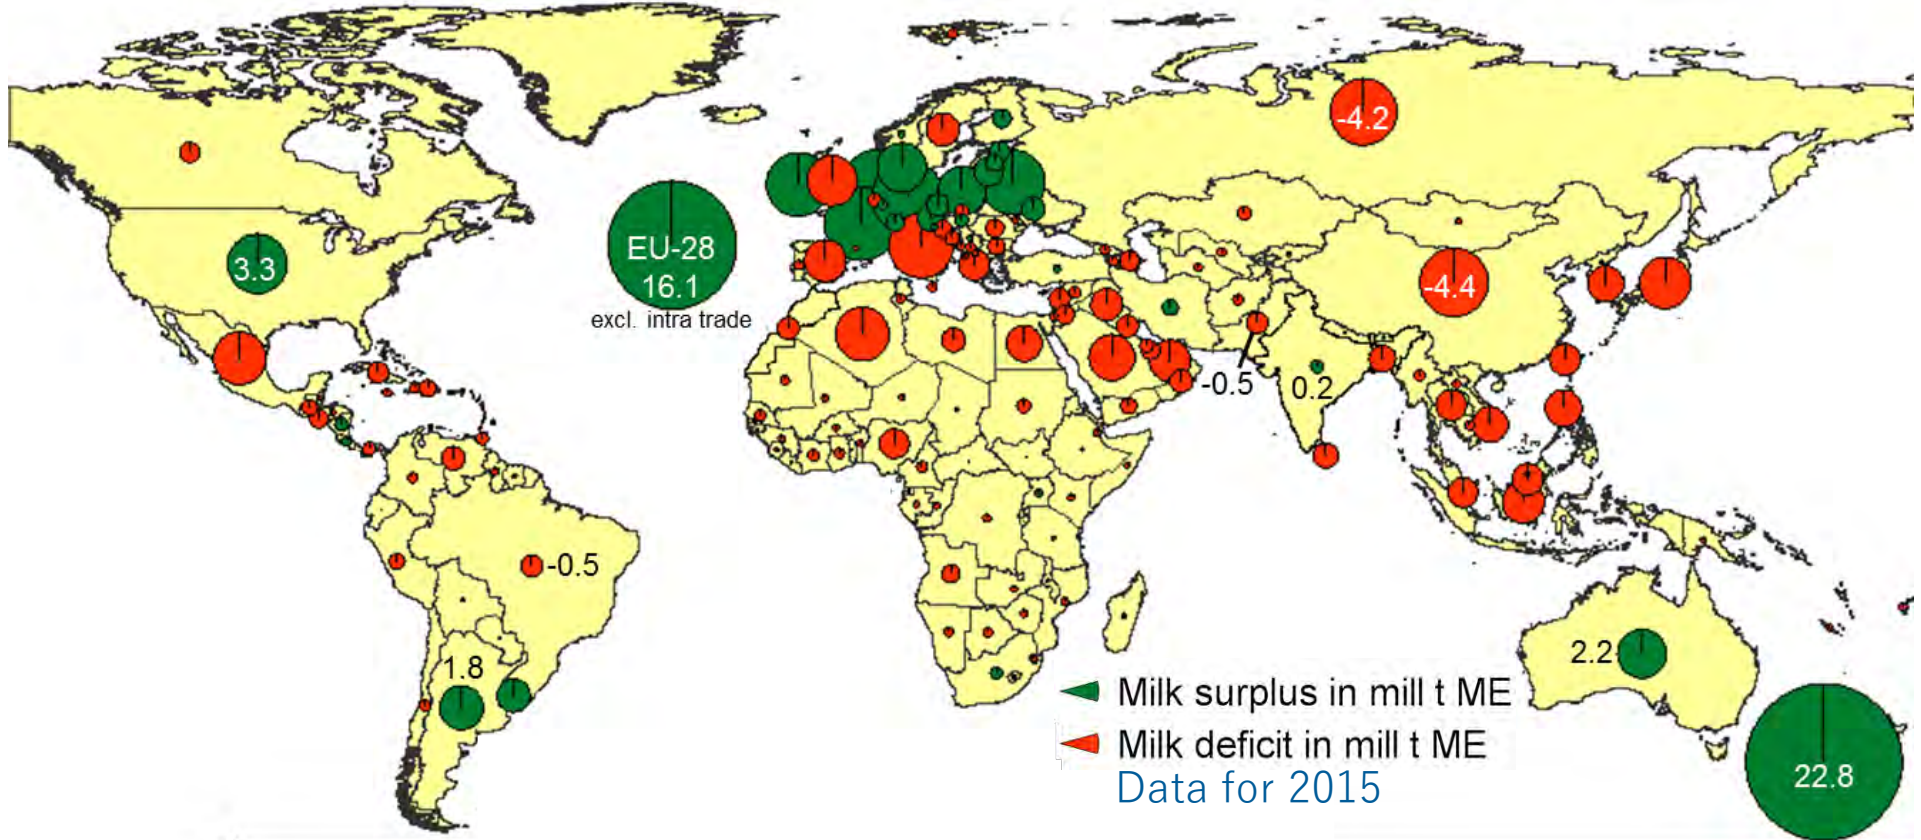 -4.2
EU-28
16.1
excl. intra trade
3.3
-4.4
-0.5
0.2
-0.5
1.8
2.2
Milk surplus in mill t ME
Milk deficit in mill t ME
Data for 2015
22.8